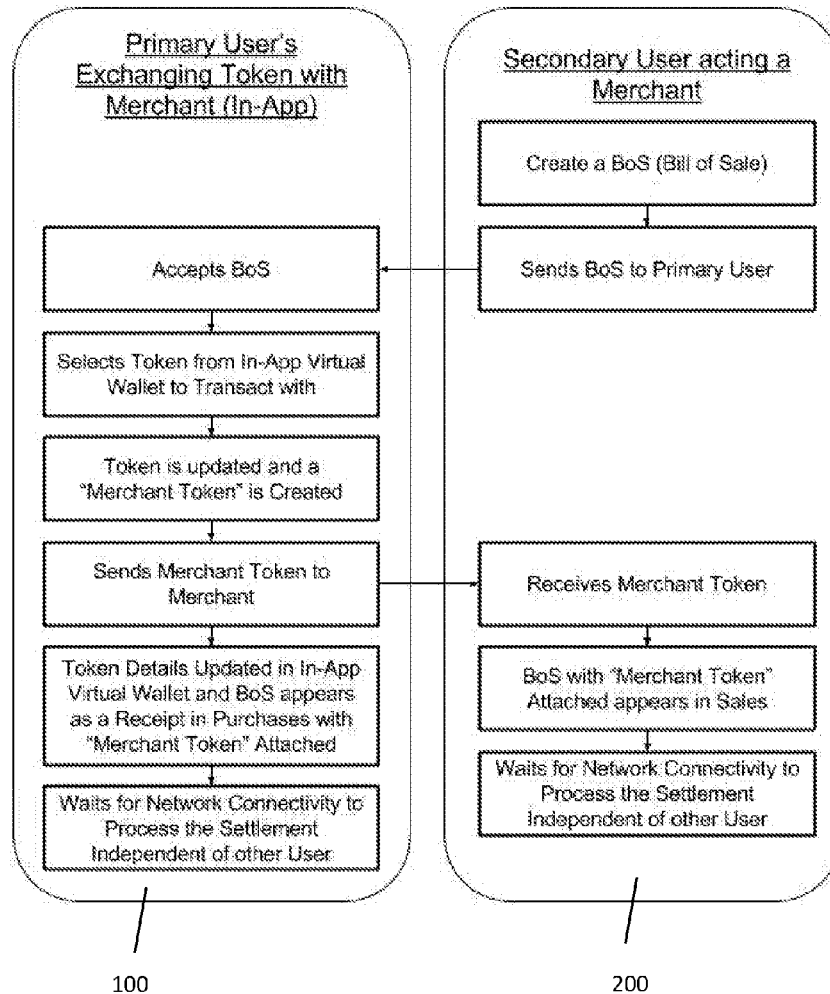 Primary User's
Exchanging Token with
Merchant (In-App)
Accepts BoS
Selects Token from In-App Virtual
Wallet to Transact with
Token is updated and a
“Merchant Token” is Created
Sends Merchant Token to
Merchant
Token Details Updated in In-App
Virtual Wallet and BoS appears
as a Receipt in Purchases with
“Merchant Token” Attached
Waits for Network Connectivity to
Process the Settlement
Independent of other User
100
Secondary User acting a
Merchant
Create a BoS (Bill of Sale)
Sends BoS to Primary User
Receives Merchant Token
BoS with “Merchant Token”
Attached appears in Sales
Waits for Network Connectivity to
Process the Settlement
Independent of other User
200